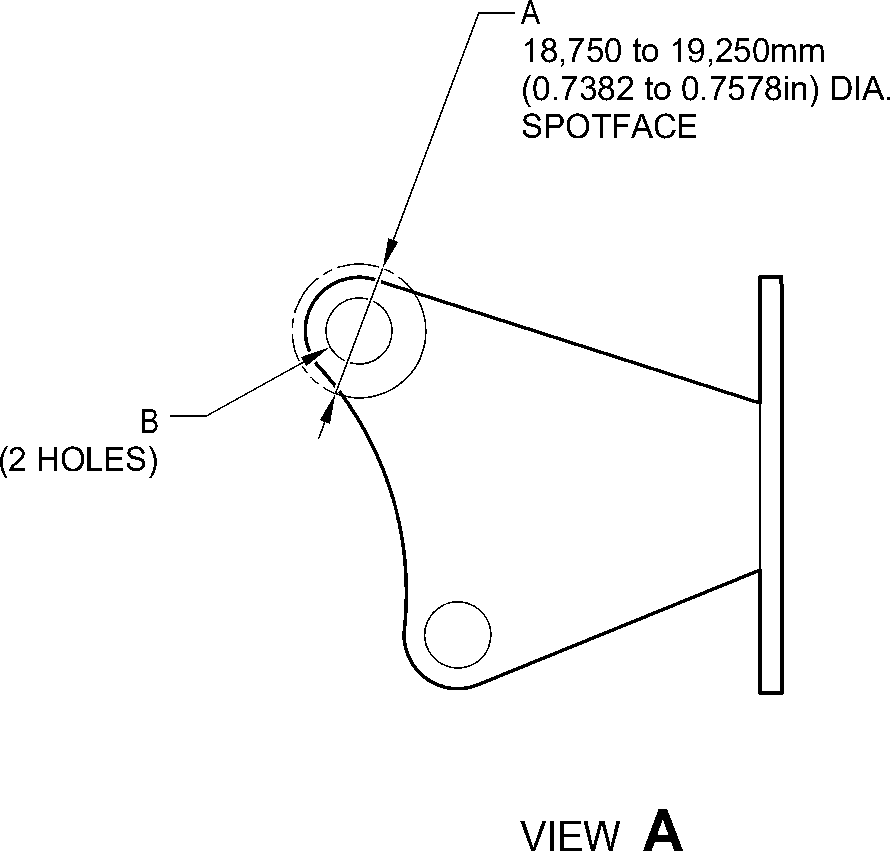 A
18,750 to 19,250mm
(0.7382 to 0.7578in) DIA.
SPOTFACE
B
(2 HOLES)
VIEW A